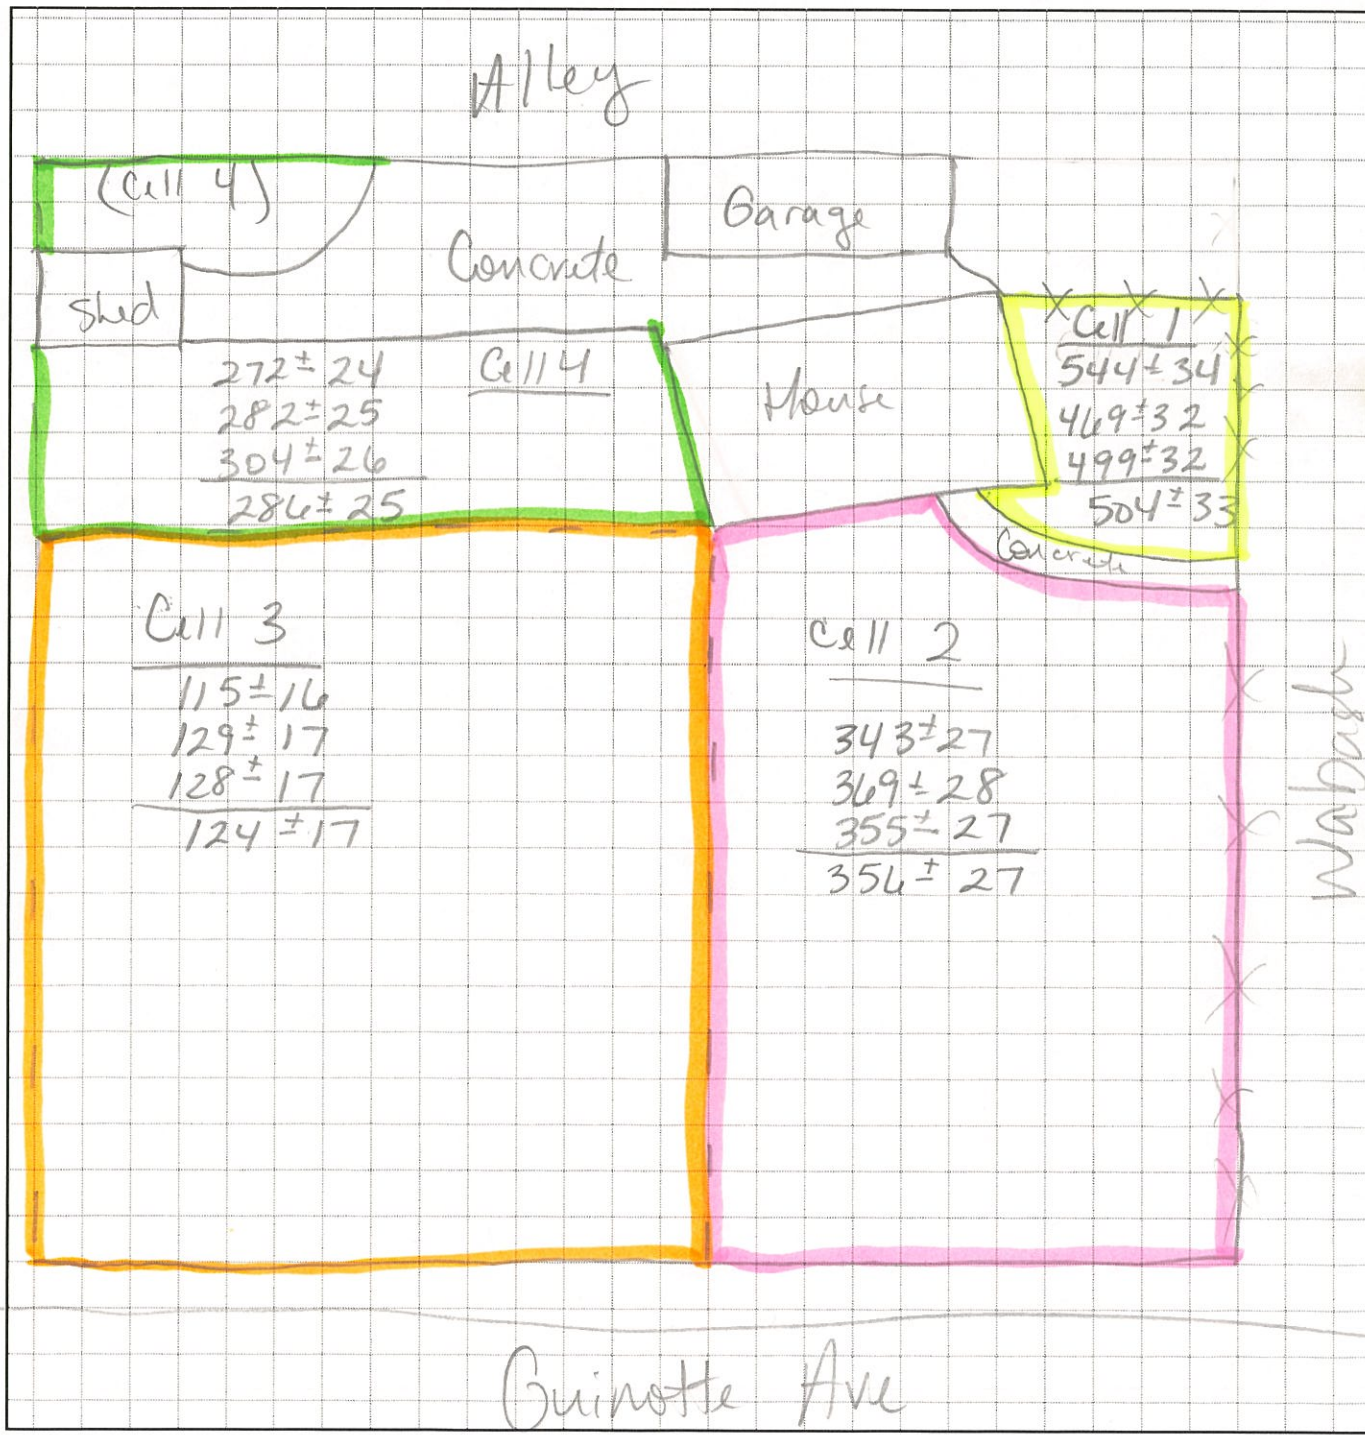 Alley
(Cell 4)
Garage
Concrete
Shed
Cell 4
272 ± 24
282 ± 25
304 ± 26
286 ± 25
House
Cell 1
544 ± 34
469 ± 32
499 ± 32
504 ± 33
Concrete
Cell 3
115 ± 16
129 ± 17
128 ± 17
124 ± 17
Cell 2
343 ± 27
369 ± 28
355 ± 27
356 ± 27
Wabash
Guinotte Ave